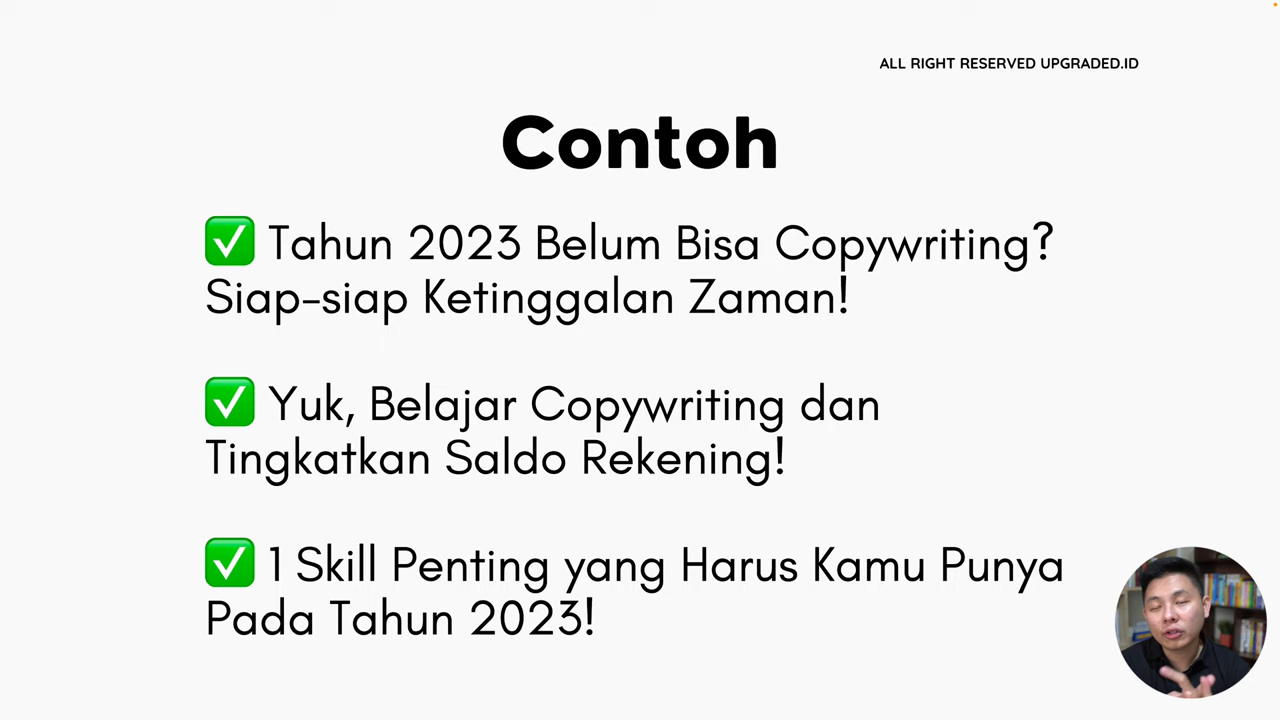 ALL RIGHT RESERVED UPGRADED.ID
Contoh
✅ Tahun 2023 Belum Bisa Copywriting?
Siap-siap Ketinggalan Zaman!
✅ Yuk, Belajar Copywriting dan
Tingkatkan Saldo Rekening!
✅ 1 Skill Penting yang Harus Kamu Punya
Pada Tahun 2023!